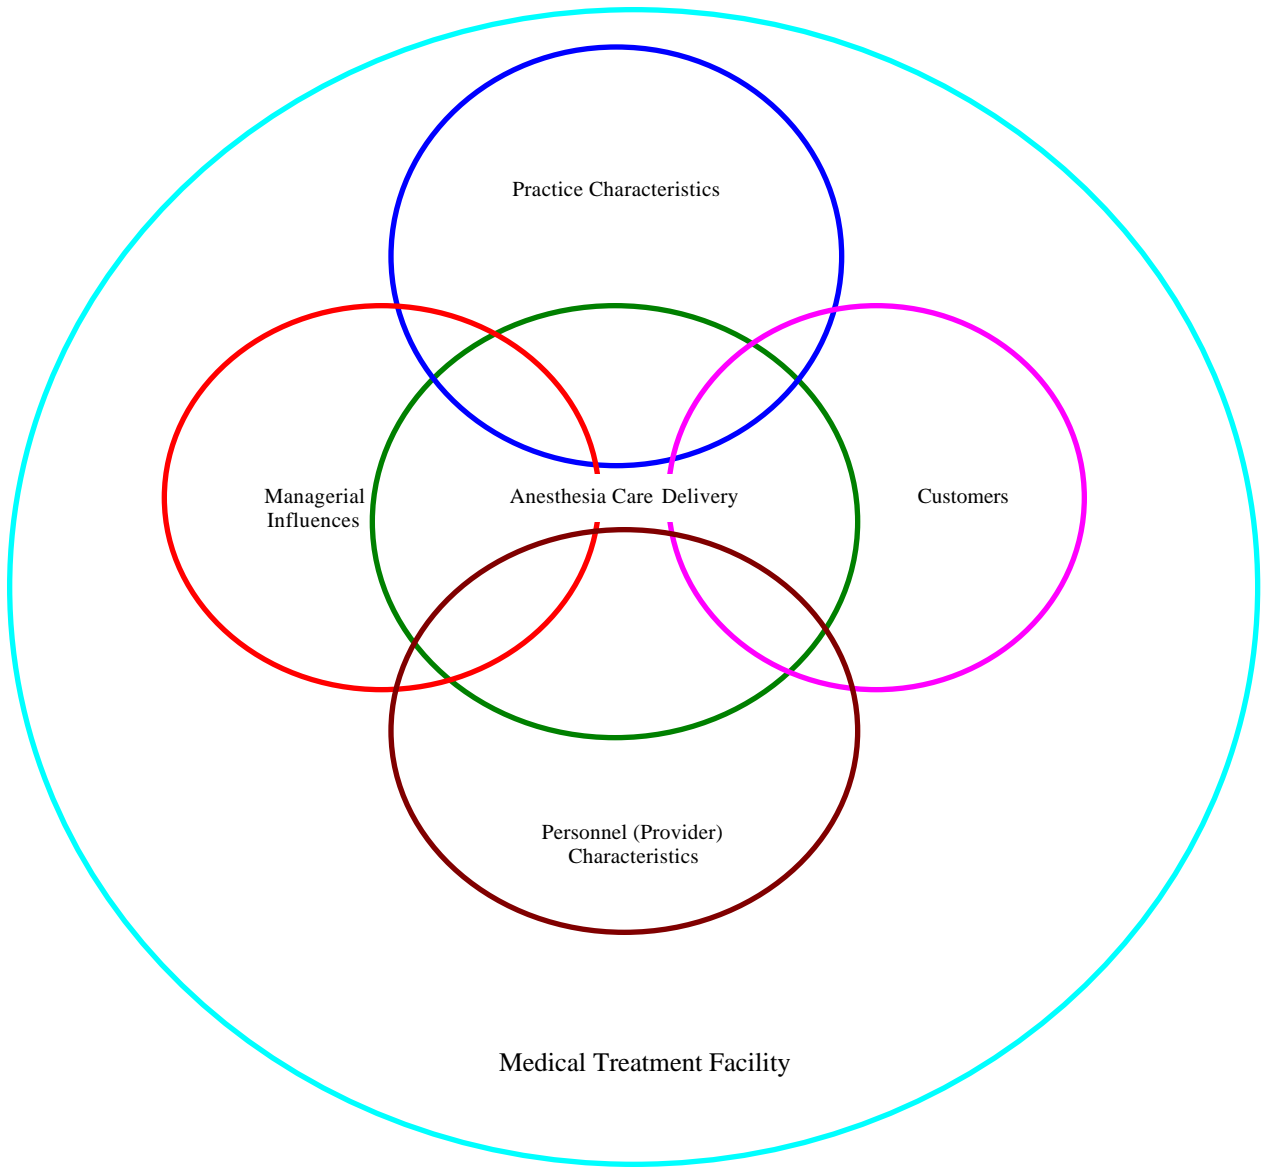 Practice Characteristics
Managerial
Influences
Anesthesia Care Delivery
Customers
Personnel (Provider)
Characteristics
Medical Treatment Facility